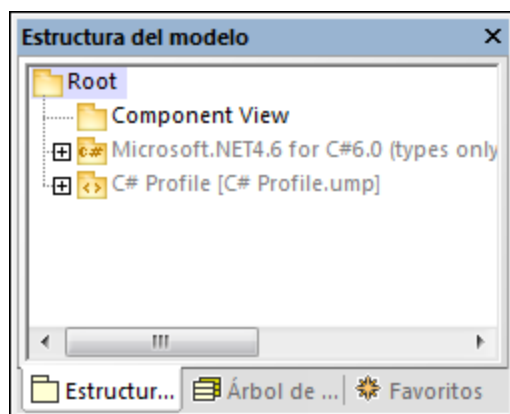 Estructura del modelo
Root
Component View
Microsoft.NET4.6 for C#6.0 (types only
C# Profile [C# Profile.ump]
Estructur... Árbol de ... Favoritos